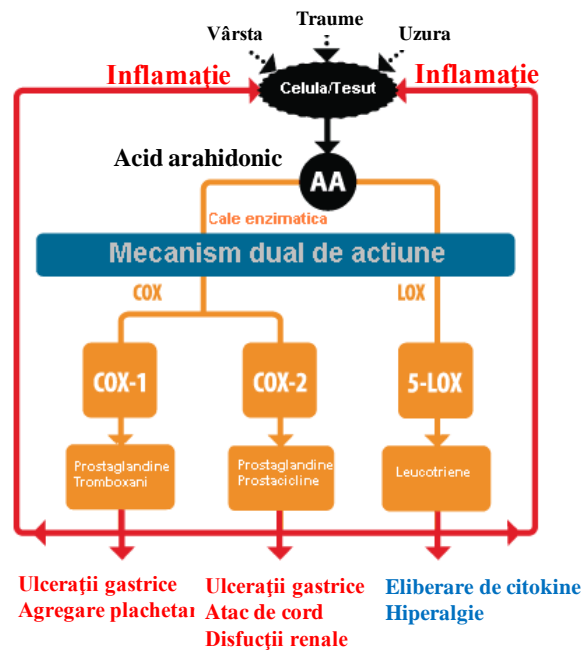 Traume
Vârsta
Uzura
Inflamaţie
Inflamaţie
Celula/Tesut
Acid arahidonic
AA
Cale enzimatica
Mecanism dual de actiune
COX
LOX
COX-1
COX-2
5-LOX
Prostaglandine
Tromboxani
Prostaglandine
Prostacicline
Leucotriene
Ulceraţii gastrice
Agregare plachetar
Ulceraţii gastrice
Atac de cord
Disfucţii renale
Eliberare de citokine
Hiperalgie